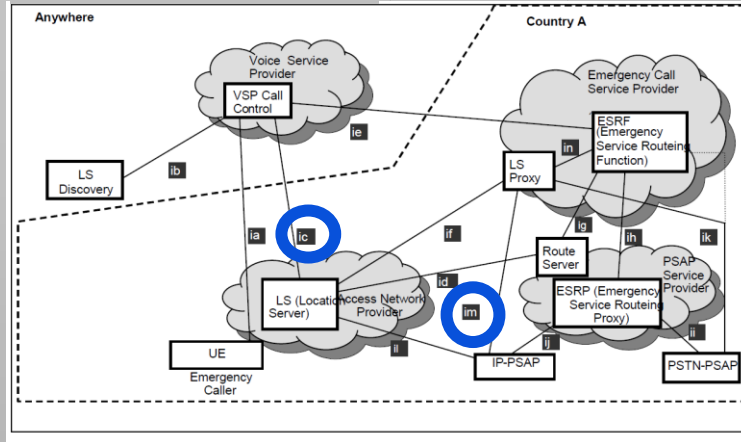 Anywhere
Country A
Voice Service
Provider
VSP Call
Control
Emergency Call
Service Provider
ESRF
(Emergency
Service Routeing
Function)
ie
in
LS
Proxy
LS
Discovery
ib
ia
ic
if
ig
ih
ik
Route
Server
PSAP
Service
Provider
id
LS (Location
Server)
Access Network
Provider
im
ESRP (Emergency
Service Routeing
Proxy)
il
ij
ii
UE
Emergency
Caller
IP-PSAP
PSTN-PSAP